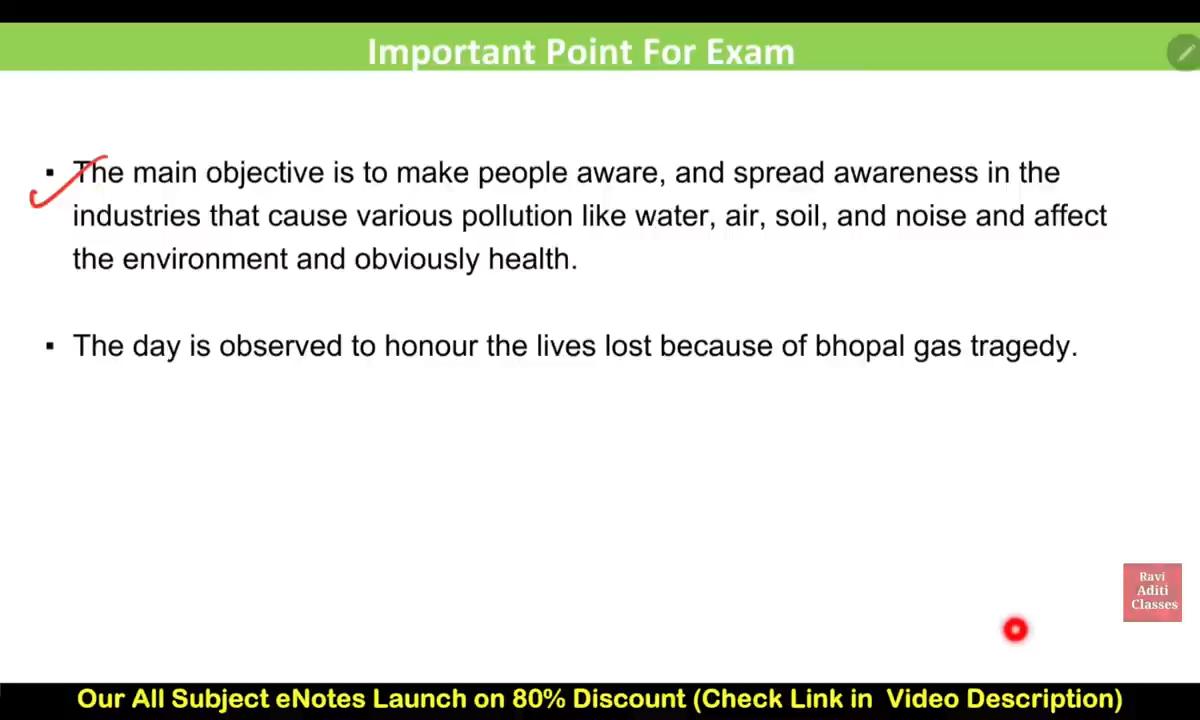 Important Point For Exam
▪ The main objective is to make people aware, and spread awareness in the
industries that cause various pollution like water, air, soil, and noise and affect
the environment and obviously health.
▪ The day is observed to honour the lives lost because of bhopal gas tragedy.
Ravi
Aditi
Classes
Our All Subject eNotes Launch on 80% Discount (Check Link in Video Description)